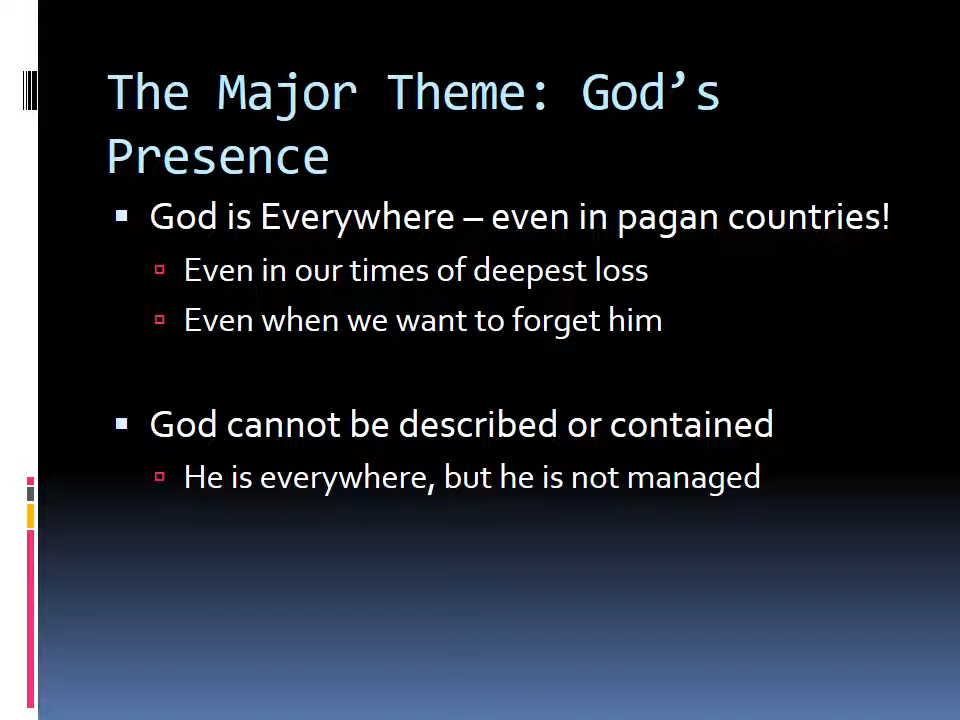 The Major Theme: God’s
Presence
God is Everywhere – even in pagan countries!
Even in our times of deepest loss
Even when we want to forget him
God cannot be described or contained
He is everywhere, but he is not managed